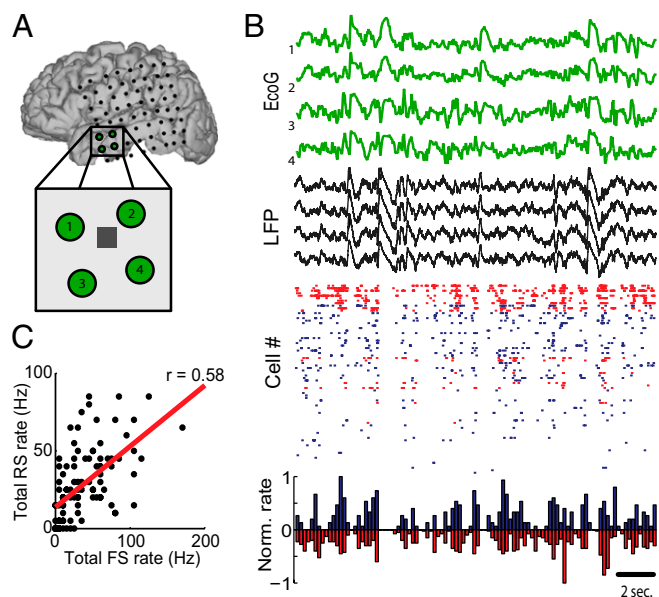 A
1
2
3
4
B
EcoG
1
2
3
4
LFP
Cell #
Norm. rate
1
0
−1
2 sec.
C
r = 0.58
Total RS rate (Hz)
100
50
0
0
100
200
Total FS rate (Hz)